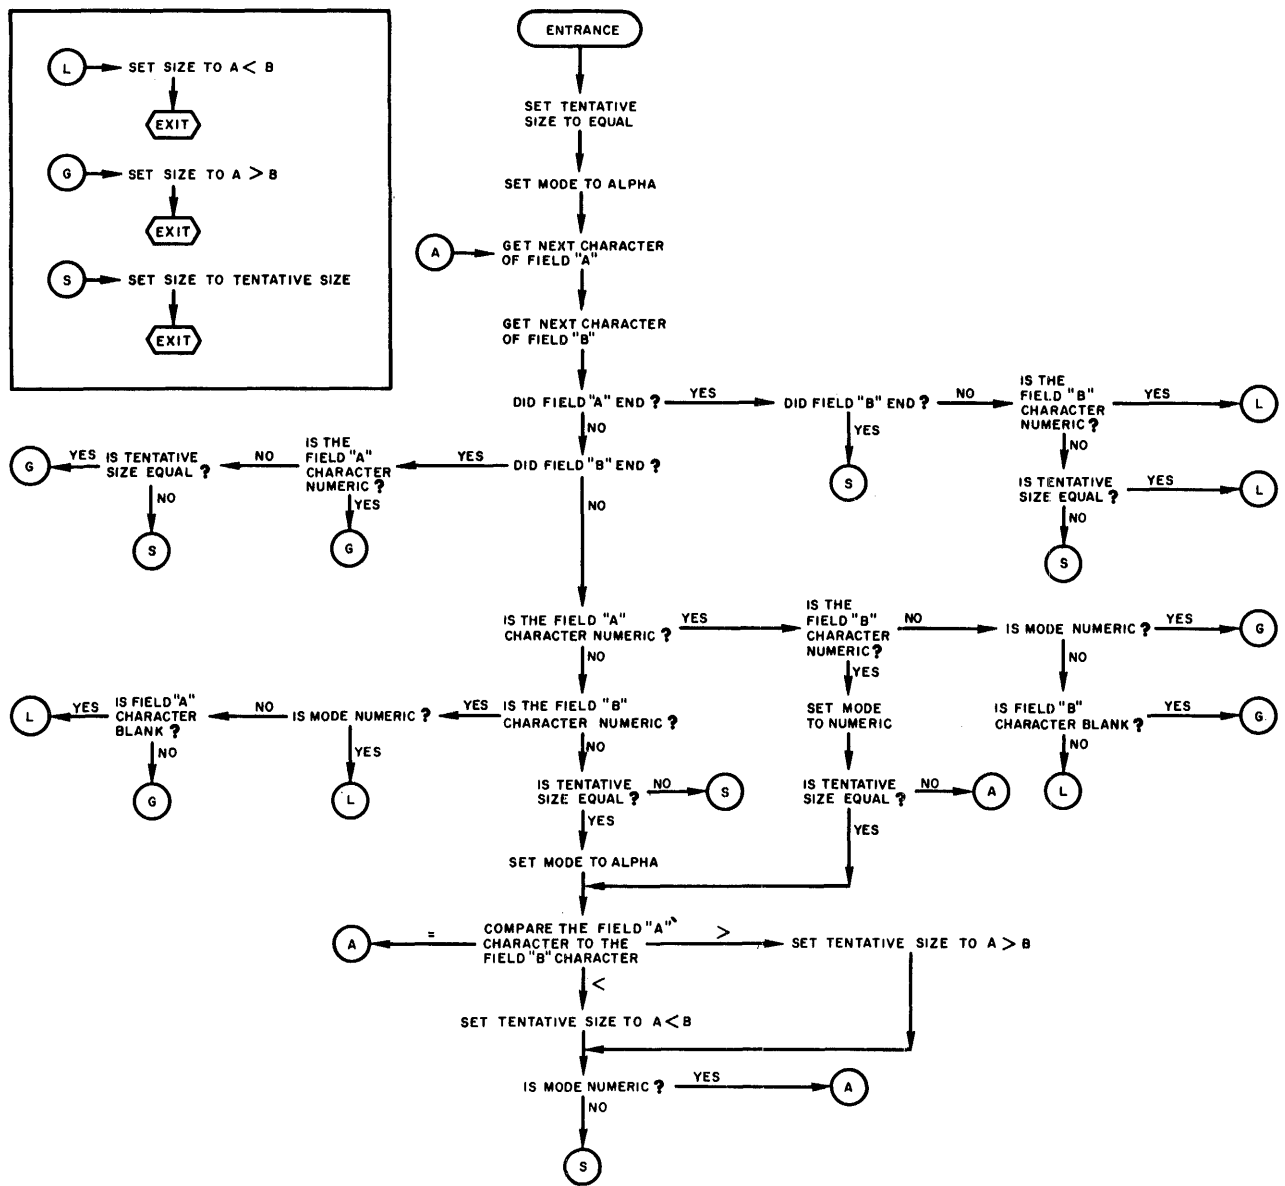 L
SET SIZE TO A < B
EXIT
G
SET SIZE TO A > B
EXIT
S
SET SIZE TO TENTATIVE SIZE
EXIT
ENTRANCE
SET TENTATIVE
SIZE TO EQUAL
SET MODE TO ALPHA
A
GET NEXT CHARACTER
OF FIELD "A"
GET NEXT CHARACTER
OF FIELD "B"
DID FIELD "A" END ?
YES
NO
DID FIELD "B" END ?
NO
YES
S
IS THE
FIELD "B"
CHARACTER
NUMERIC ?
YES
L
NO
IS TENTATIVE
SIZE EQUAL ?
YES
L
NO
S
DID FIELD "B" END ?
YES
NO
IS THE
FIELD "A"
CHARACTER
NUMERIC ?
NO
YES
G
IS TENTATIVE
SIZE EQUAL ?
YES
G
NO
S
IS THE FIELD "A"
CHARACTER NUMERIC ?
YES
NO
IS THE
FIELD "B"
CHARACTER
NUMERIC ?
NO
YES
IS MODE NUMERIC ?
YES
G
NO
IS FIELD "B"
CHARACTER BLANK ?
YES
G
NO
L
SET MODE
TO NUMERIC
IS TENTATIVE
SIZE EQUAL ?
NO
A
YES
IS THE FIELD "B"
CHARACTER NUMERIC ?
YES
NO
IS MODE NUMERIC ?
NO
YES
L
IS FIELD "A"
CHARACTER
BLANK ?
YES
L
NO
G
IS TENTATIVE
SIZE EQUAL ?
NO
S
YES
SET MODE TO ALPHA
COMPARE THE FIELD "A"
CHARACTER TO THE
FIELD "B" CHARACTER
=
A
>
SET TENTATIVE SIZE TO A > B
<
SET TENTATIVE SIZE TO A < B
IS MODE NUMERIC ?
YES
A
NO
S